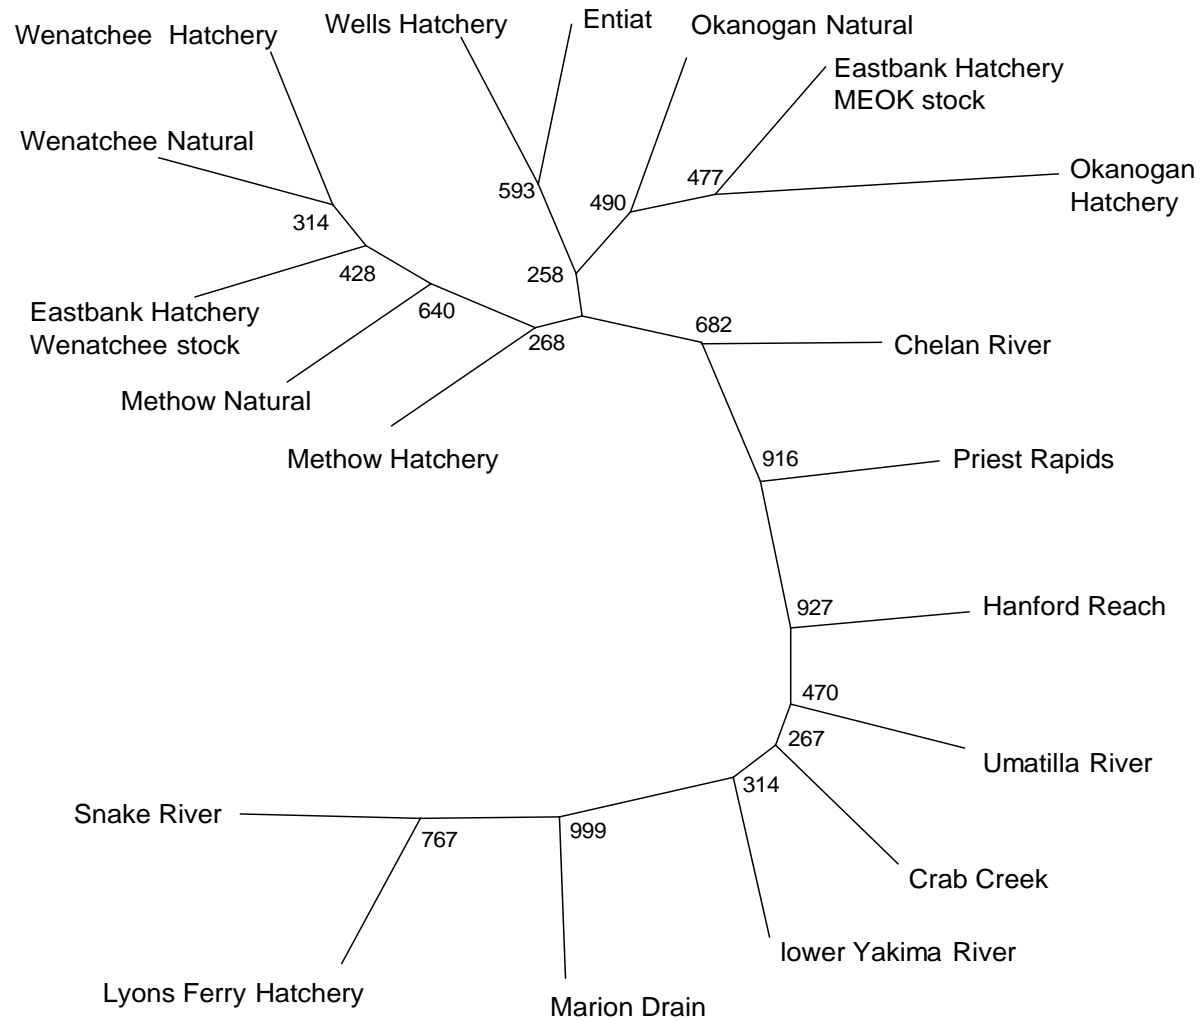 Wenatchee Hatchery
Wells Hatchery
Entiat
Okanogan Natural
Eastbank Hatchery
MEOK stock
Wenatchee Natural
Okanogan
Hatchery
477
593
490
314
428
258
Eastbank Hatchery
Wenatchee stock
640
268
682
Chelan River
Methow Natural
Methow Hatchery
916
Priest Rapids
927
Hanford Reach
470
267
Umatilla River
314
Snake River
767
999
Crab Creek
lower Yakima River
Lyons Ferry Hatchery
Marion Drain